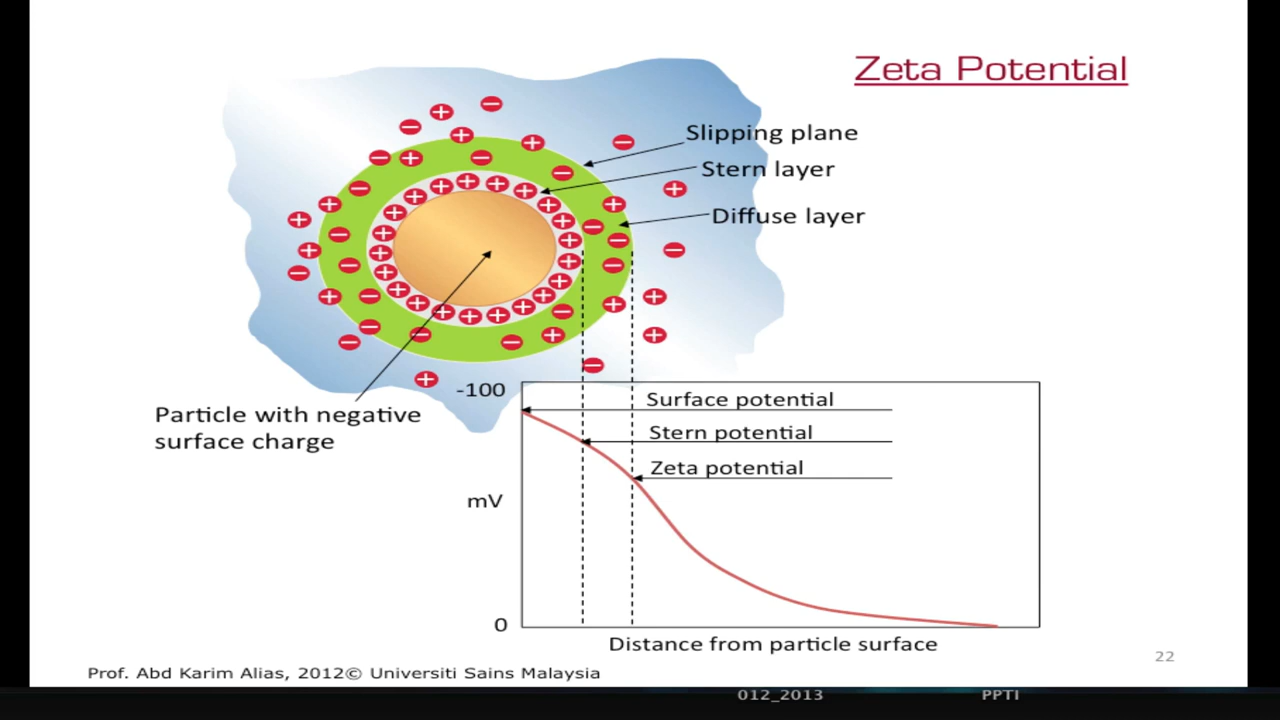 Zeta Potential
Slipping plane
Stern layer
Diffuse layer
Particle with negative
surface charge
-100
Surface potential
Stern potential
Zeta potential
mV
0
Distance from particle surface
22
Prof. Abd Karim Alias, 2012© Universiti Sains Malaysia
012_2013 PPTI